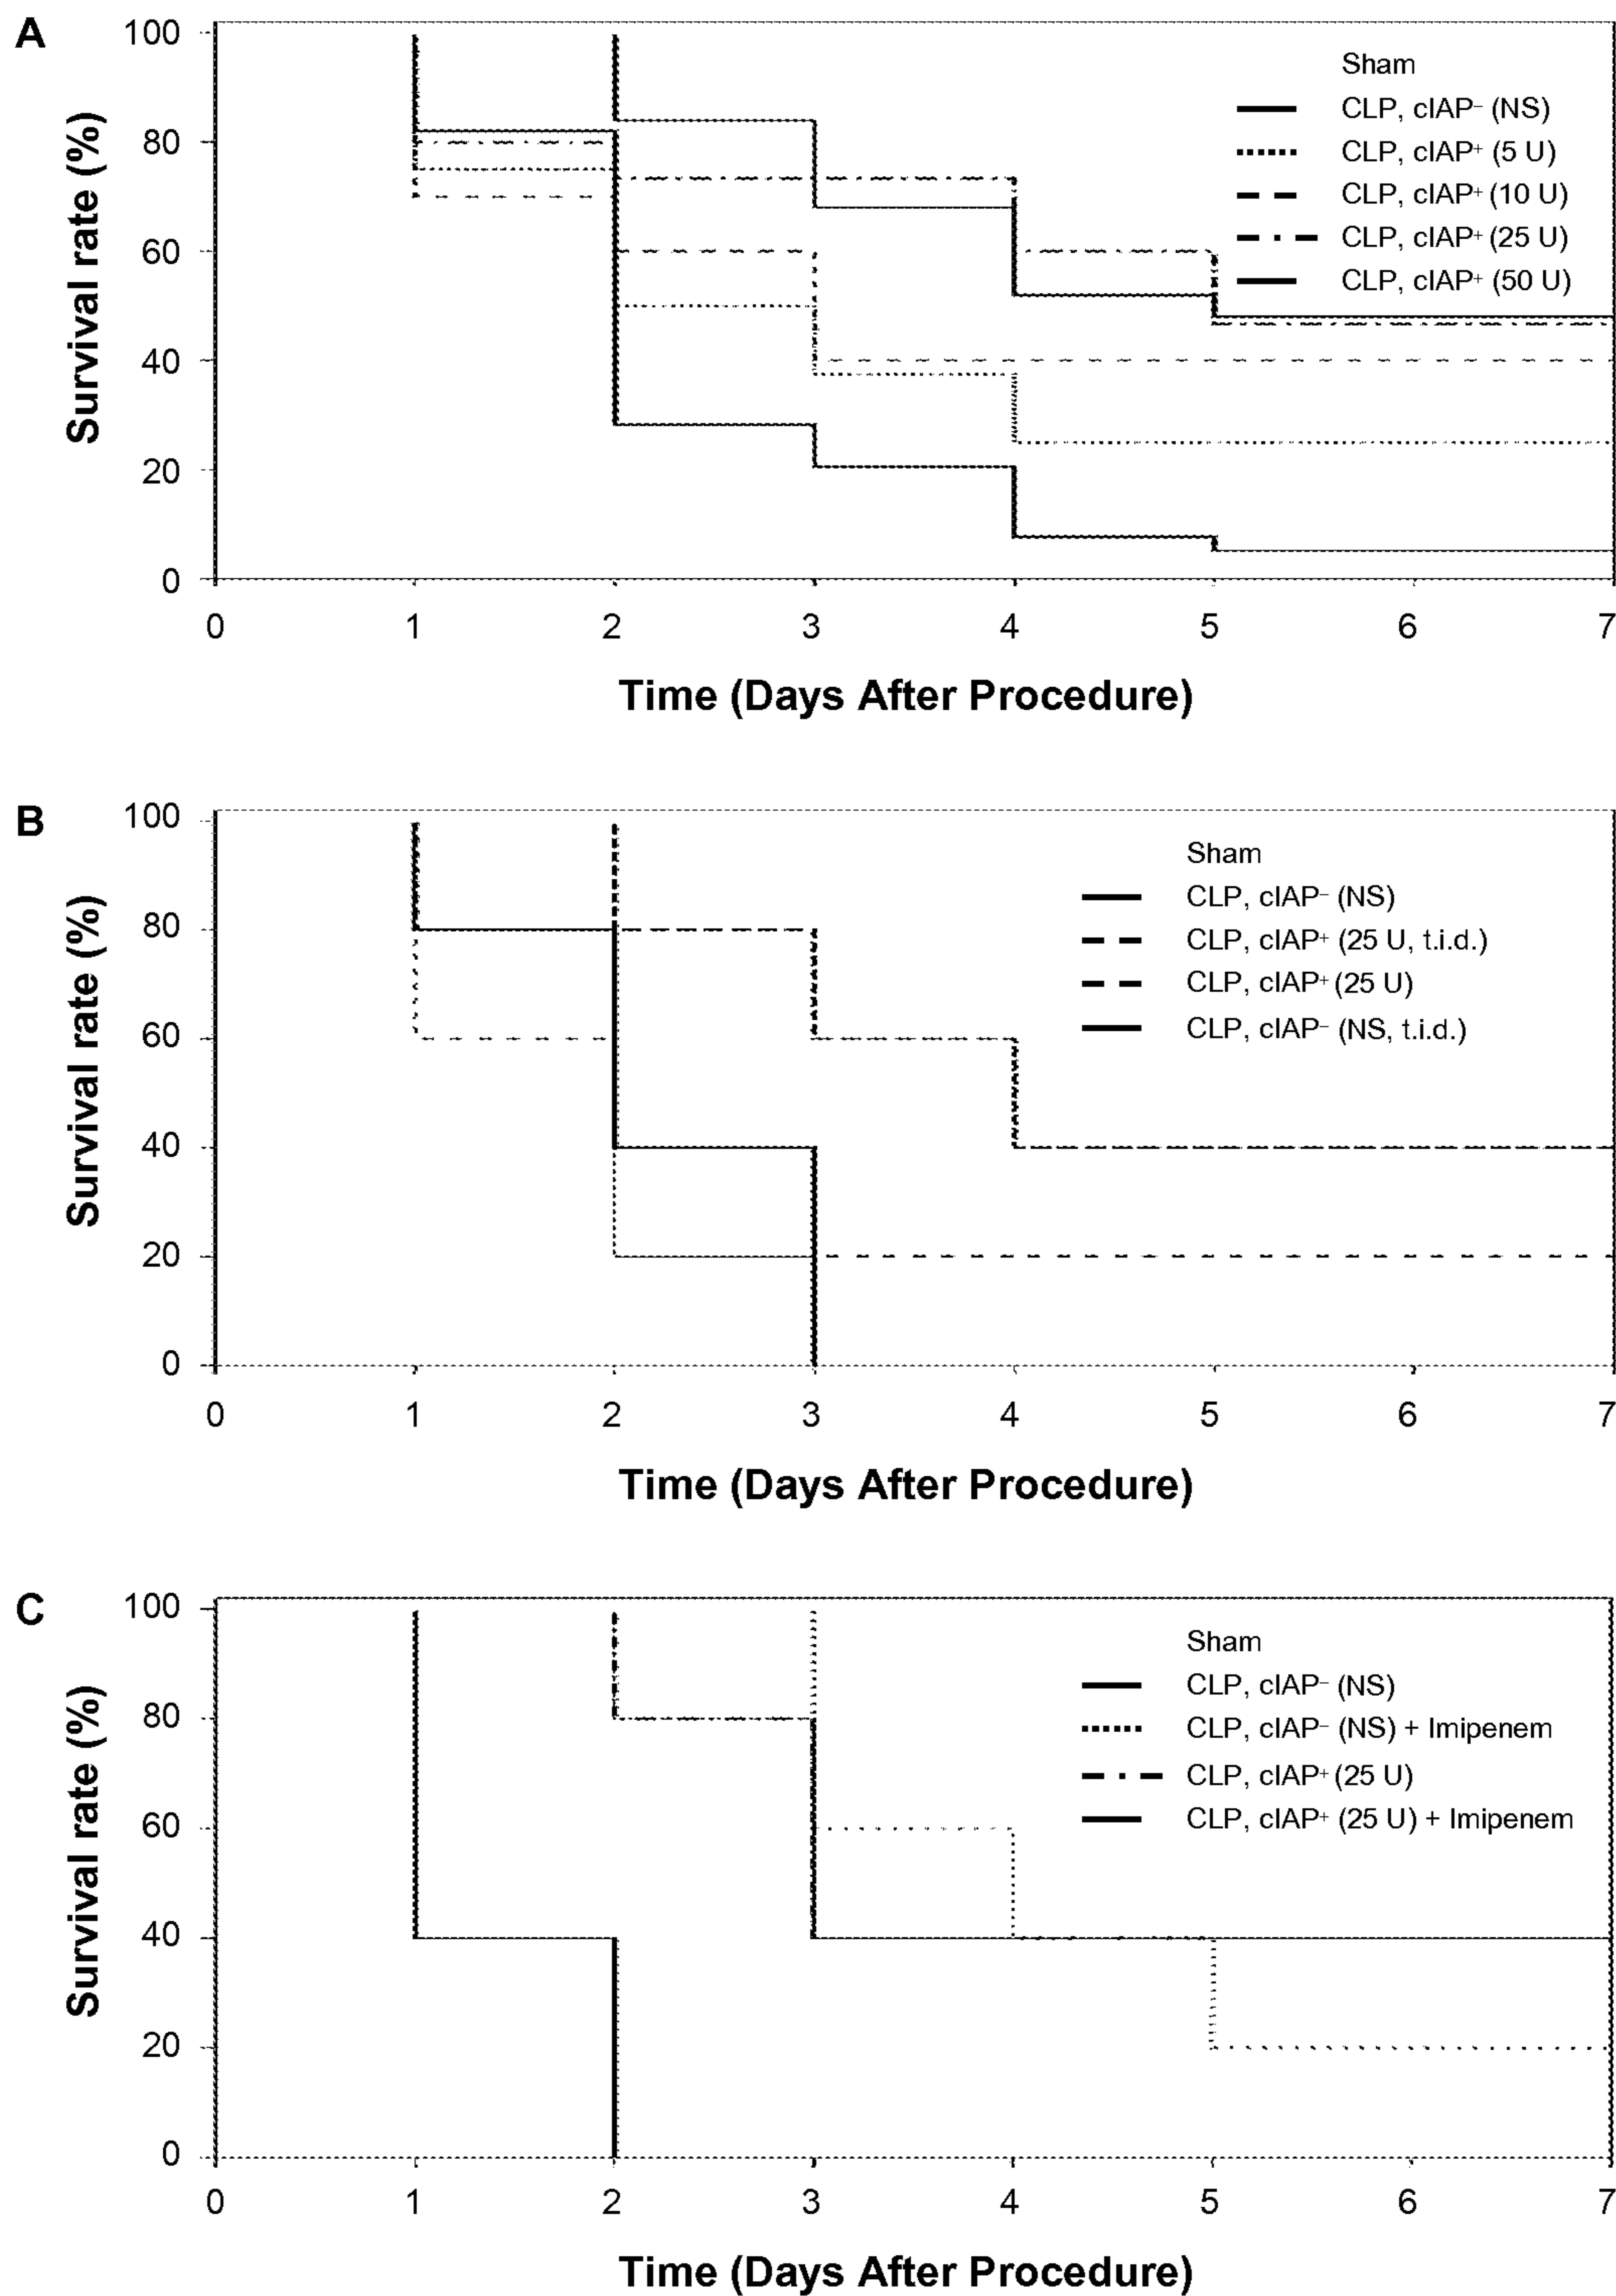 A
Survival rate (%)
100
80
60
40
20
0
Sham
CLP, cIAP⁻ (NS)
CLP, cIAP⁺ (5 U)
CLP, cIAP⁺ (10 U)
CLP, cIAP⁺ (25 U)
CLP, cIAP⁺ (50 U)
0 1 2 3 4 5 6 7
Time (Days After Procedure)
B
Survival rate (%)
100
80
60
40
20
0
Sham
CLP, cIAP⁻ (NS)
CLP, cIAP⁺ (25 U, t.i.d.)
CLP, cIAP⁺ (25 U)
CLP, cIAP⁻ (NS, t.i.d.)
0 1 2 3 4 5 6 7
Time (Days After Procedure)
C
Survival rate (%)
100
80
60
40
20
0
Sham
CLP, cIAP⁻ (NS)
CLP, cIAP⁻ (NS) + Imipenem
CLP, cIAP⁺ (25 U)
CLP, cIAP⁺ (25 U) + Imipenem
0 1 2 3 4 5 6 7
Time (Days After Procedure)